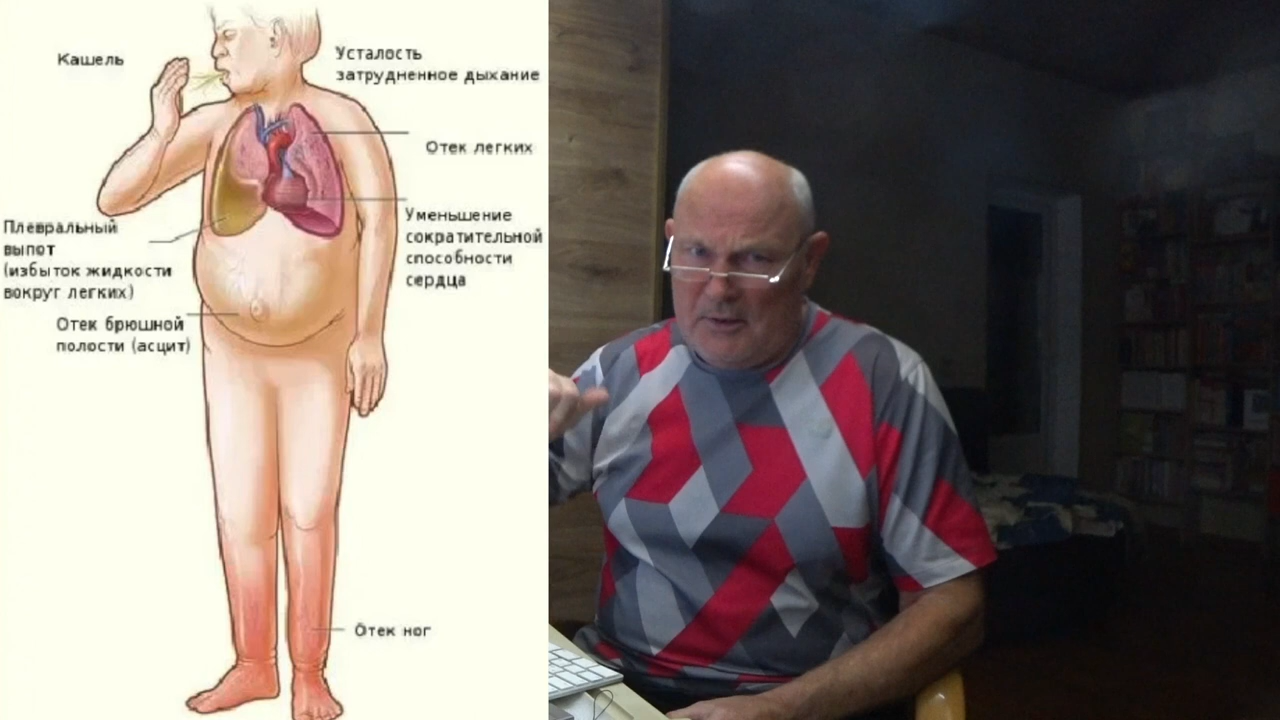 Кашель
Усталость
затрудненное дыхание
Отек легких
Плевральный
выпот
(избыток жидкости
вокруг легких)
Уменьшение
сократительной
способности
сердца
Отек брюшной
полости (асцит)
Отек ног